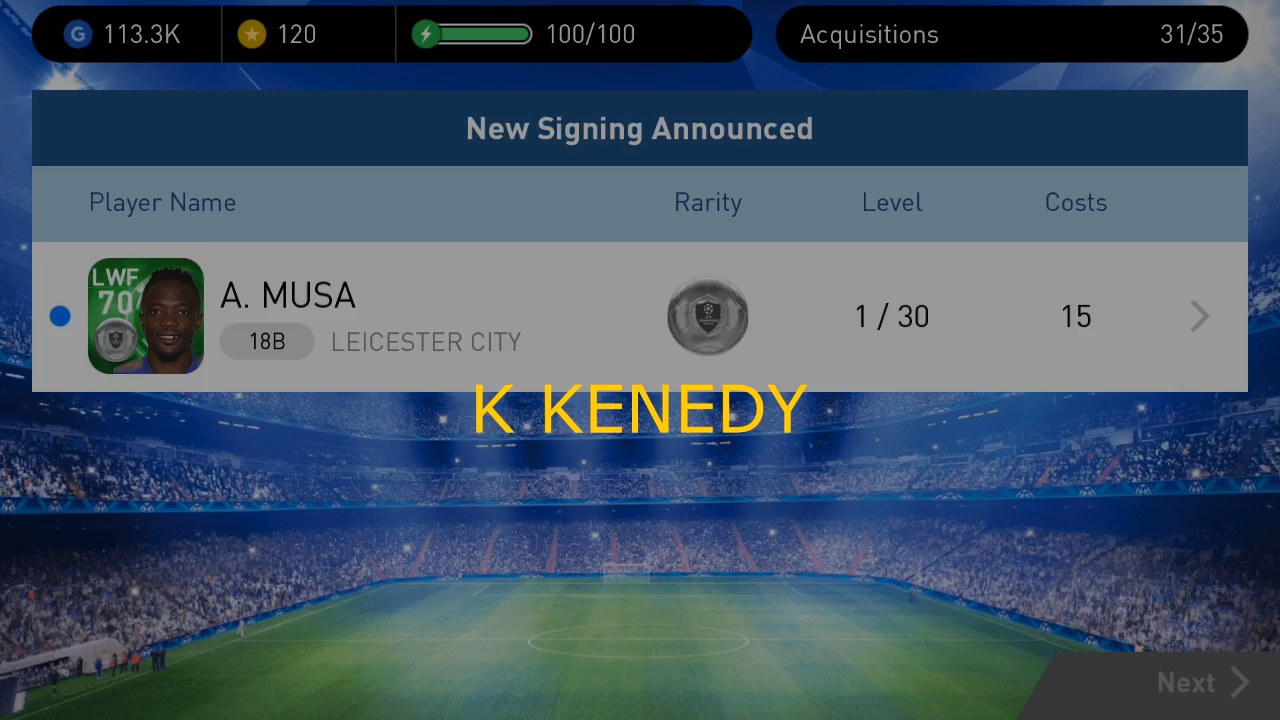 G 113.3K 120 100/100 Acquisitions 31/35
New Signing Announced
Player Name Rarity Level Costs
LWF
70
A. MUSA
18B LEICESTER CITY
1 / 30 15
K KENEDY
Next